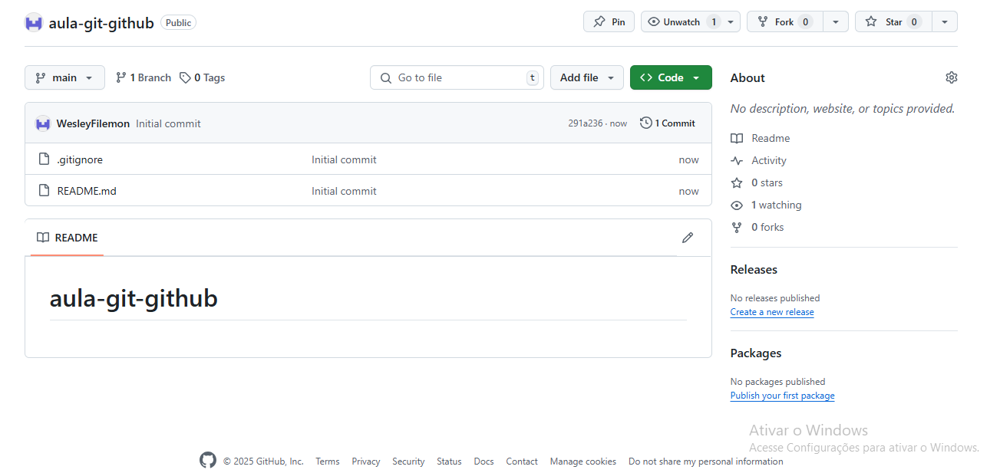 aula-git-github Public Pin Unwatch 1 Fork 0 Star 0
main 1 Branch 0 Tags Go to file t Add file Code
WesleyFilemon Initial commit 291a236 · now 1 Commit
.gitignore Initial commit now
README.md Initial commit now
README
aula-git-github
About
No description, website, or topics provided.
Readme
Activity
0 stars
1 watching
0 forks
Releases
No releases published
Create a new release
Packages
No packages published
Publish your first package
Ativar o Windows
Acesse Configurações para ativar o Windows.
© 2025 GitHub, Inc. Terms Privacy Security Status Docs Contact Manage cookies Do not share my personal information